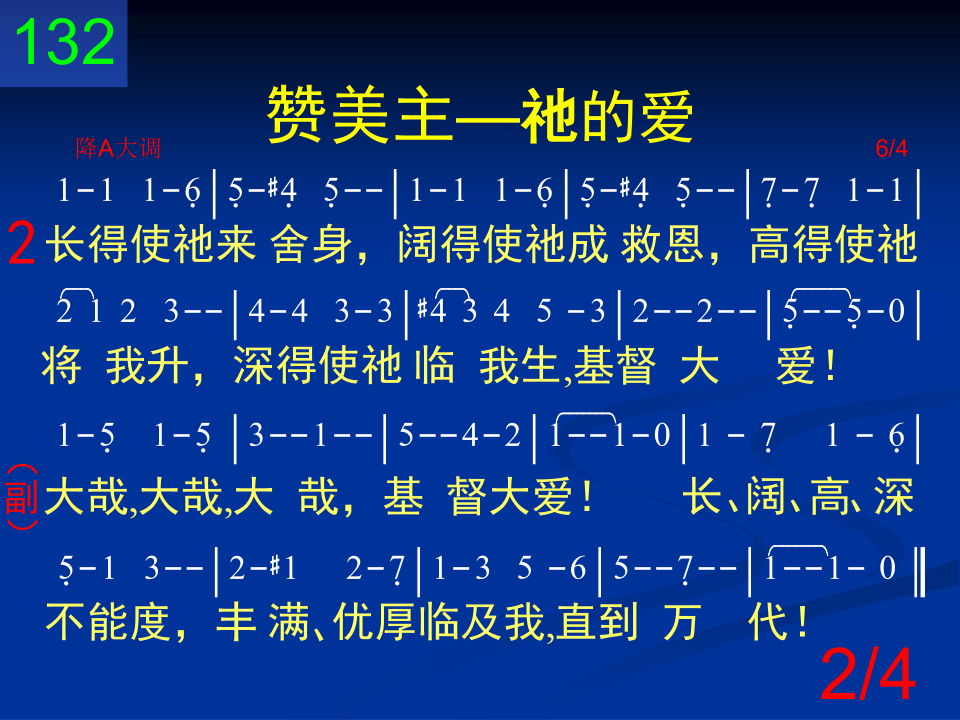 132
赞美主—祂的爱
降A大调 6/4
1-1 1-6̣|5̣-#4̣ 5̣--|1-1 1-6̣|5̣-#4̣ 5̣--|7̣-7̣ 1-1|
2 长得使祂来 舍身，阔得使祂成 救恩，高得使祂
2 1 2 3--|4-4 3-3|#4 3 4 5 -3|2--2--|5̣--5̣-0|
将 我升，深得使祂 临 我生,基督 大 爱！
1-5̣ 1-5̣ |3--1--|5--4-2|1--1-0|1 - 7̣ 1 - 6̣|
（副） 大哉,大哉,大 哉，基 督大爱！ 长、阔、高、深
5̣-1 3--|2-#1 2-7̣|1-3 5 -6|5--7̣--|1--1- 0‖
不能度，丰 满、优厚临及我,直到 万 代！
2/4